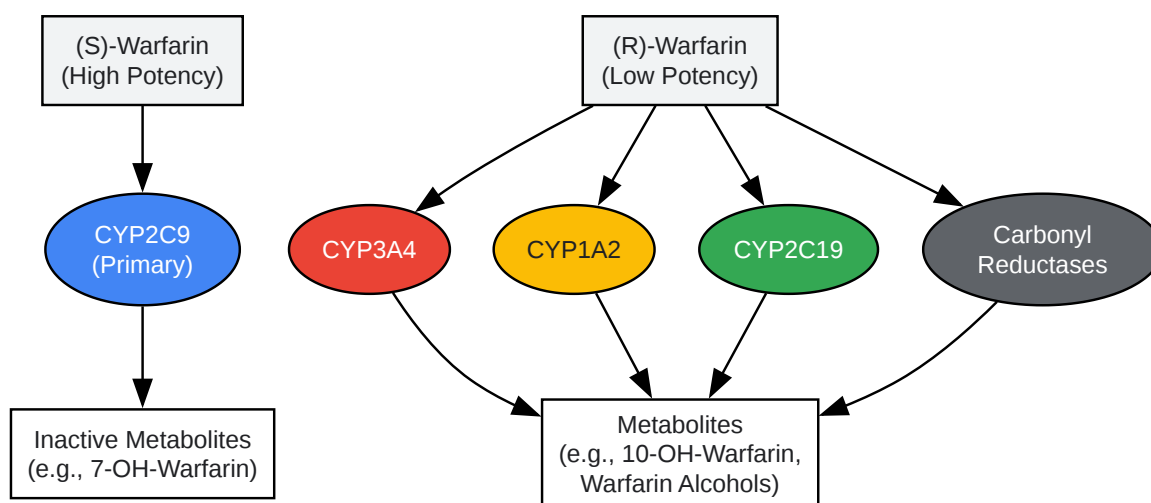 (S)-Warfarin
(High Potency)
(R)-Warfarin
(Low Potency)
CYP2C9
(Primary)
CYP3A4
CYP1A2
CYP2C19
Carbonyl
Reductases
Inactive Metabolites
(e.g., 7-OH-Warfarin)
Metabolites
(e.g., 10-OH-Warfarin,
Warfarin Alcohols)